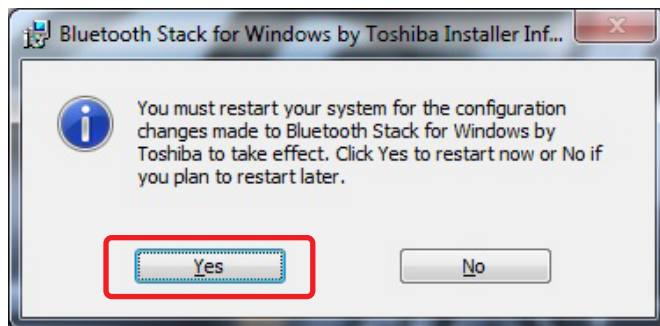 Bluetooth Stack for Windows by Toshiba Installer Inf...
You must restart your system for the configuration
changes made to Bluetooth Stack for Windows by
Toshiba to take effect. Click Yes to restart now or No if
you plan to restart later.
Yes
No